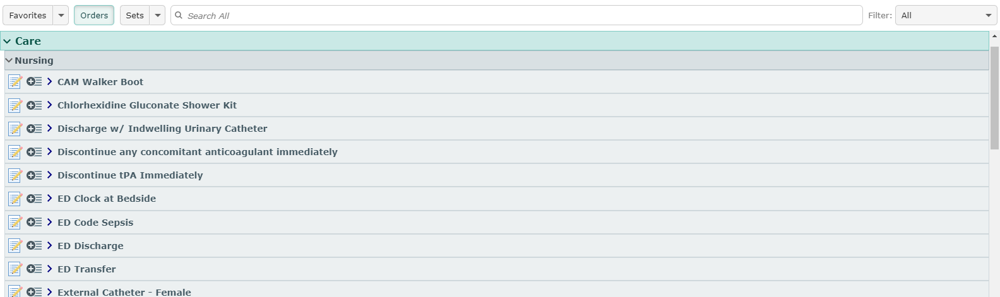 Favorites Orders Sets Search All Filter: All
Care
Nursing
CAM Walker Boot
Chlorhexidine Gluconate Shower Kit
Discharge w/ Indwelling Urinary Catheter
Discontinue any concomitant anticoagulant immediately
Discontinue tPA Immediately
ED Clock at Bedside
ED Code Sepsis
ED Discharge
ED Transfer
External Catheter - Female